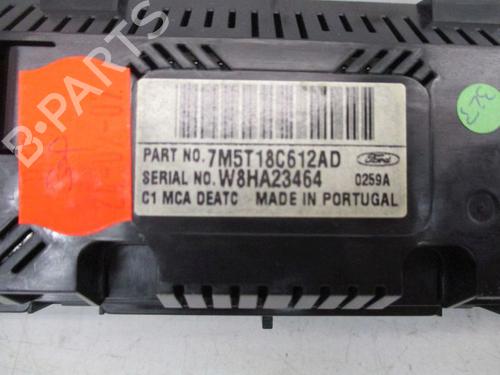 B-PARTS
PART NO. 7M5T18C612AD
Ford
SERIAL NO. W8HA23464
0259A
C1 MCA DEATC MADE IN PORTUGAL